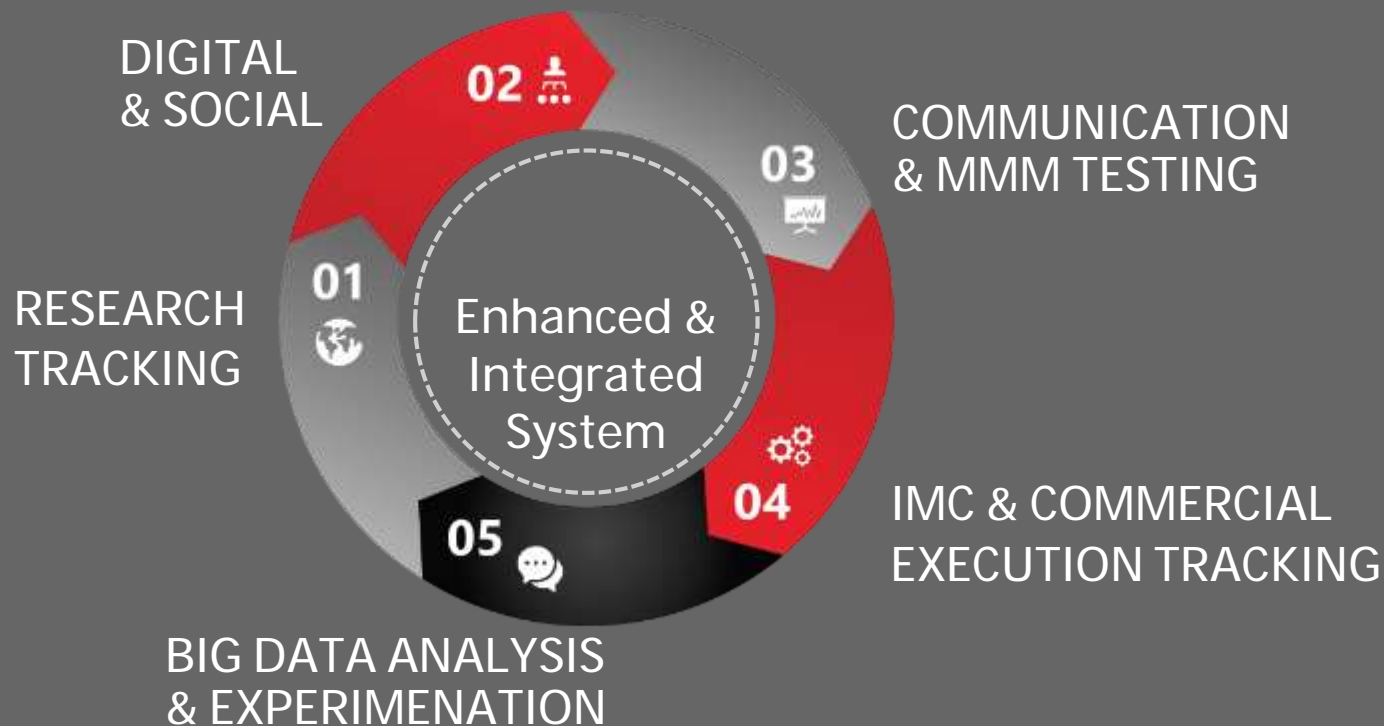 DIGITAL
& SOCIAL
02
COMMUNICATION
& MMM TESTING
03
RESEARCH
TRACKING
01
Enhanced &
Integrated
System
IMC & COMMERCIAL
EXECUTION TRACKING
04
05
BIG DATA ANALYSIS
& EXPERIMENATION